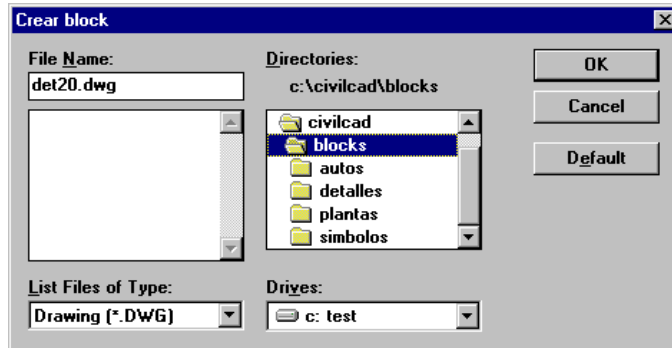 Crear block
File Name:
det20.dwg
Directories:
c:\civilcad\blocks
civilcad
blocks
autos
detalles
plantas
simbolos
OK
Cancel
Default
List Files of Type:
Drawing (*.DWG)
Drives:
c: test